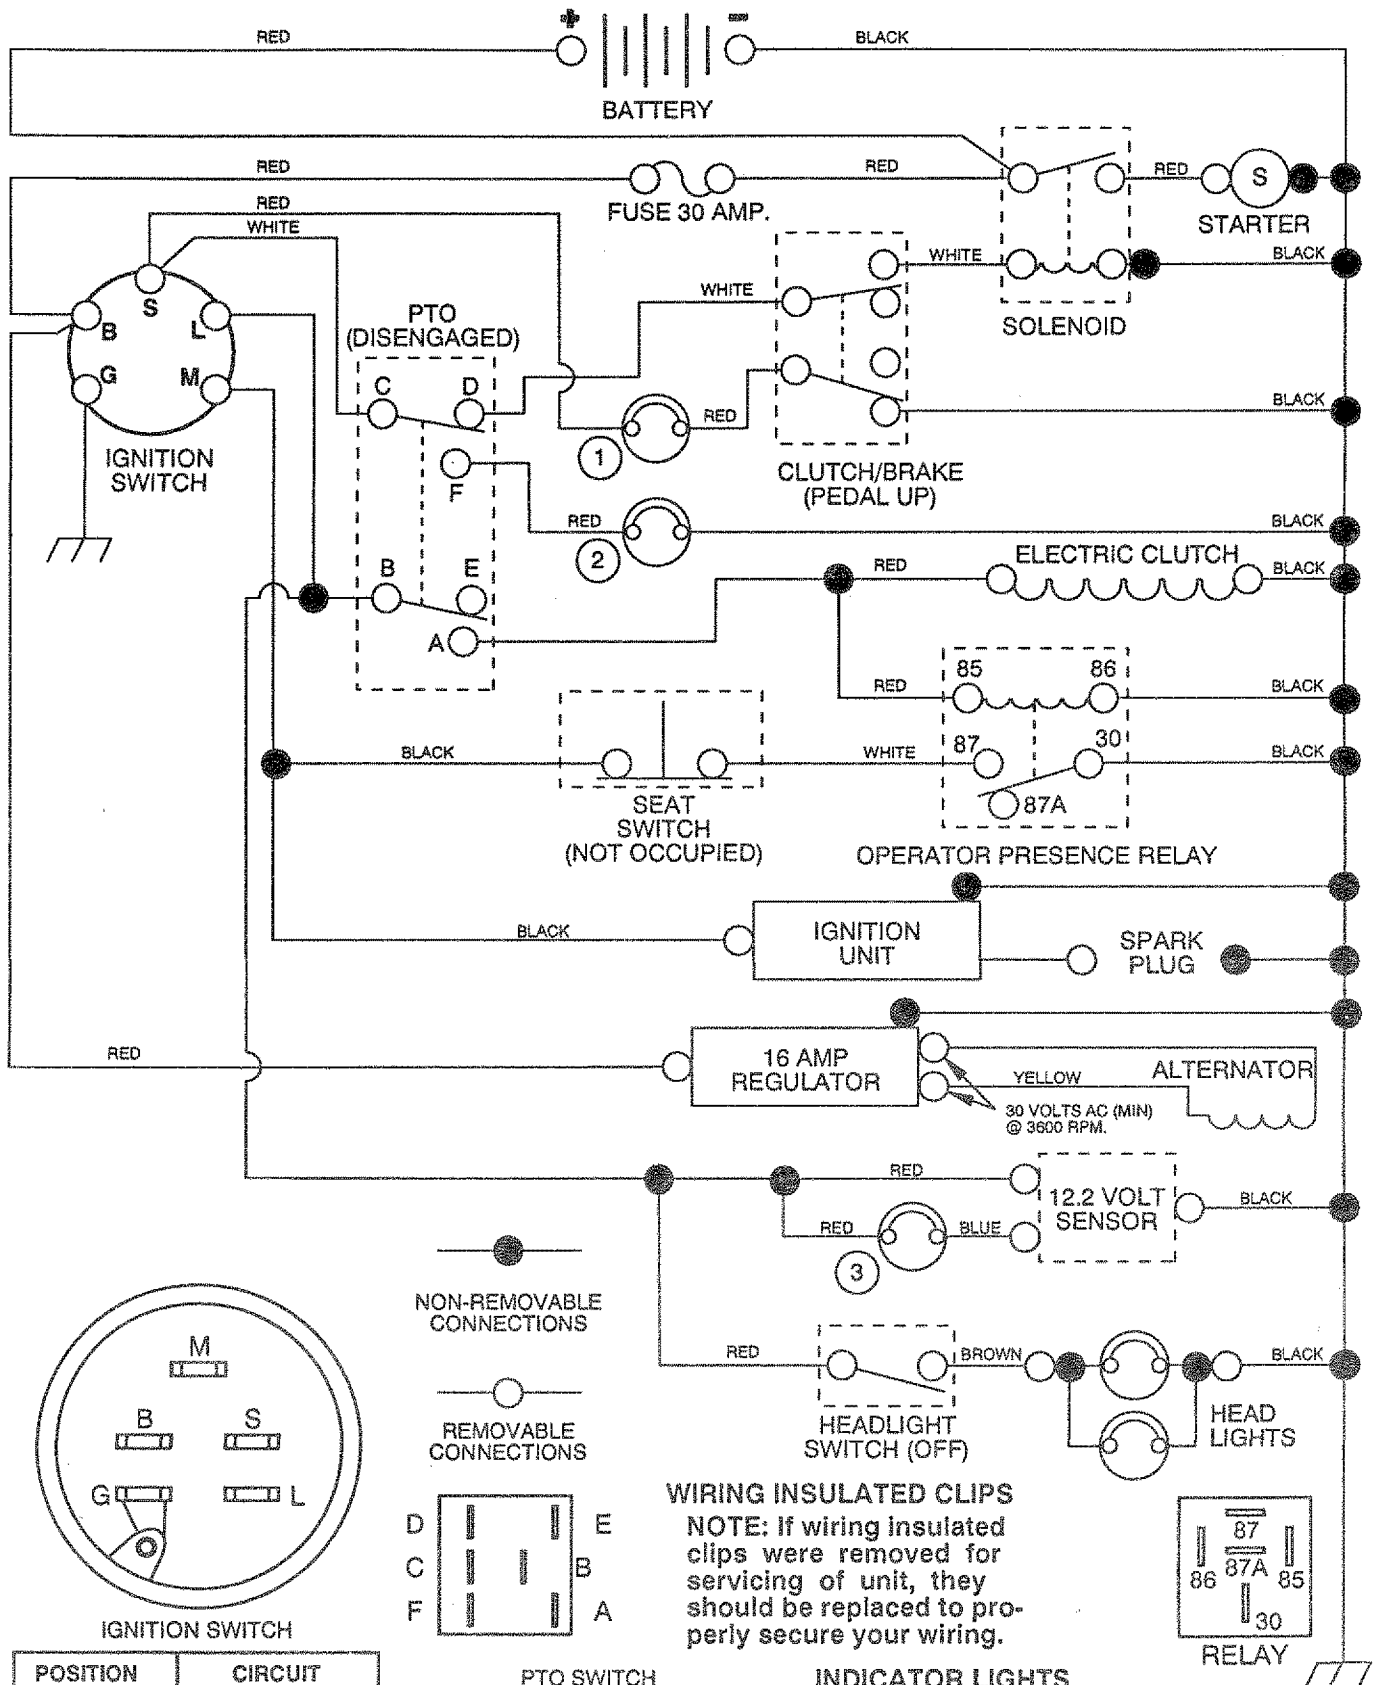 RED
+
-
BLACK
BATTERY
RED
RED
RED
S
FUSE 30 AMP.
STARTER
RED
WHITE
WHITE
BLACK
S
B
L
G
M
PTO
(DISENGAGED)
WHITE
SOLENOID
C
D
RED
BLACK
1
IGNITION
SWITCH
CLUTCH/BRAKE
(PEDAL UP)
F
RED
BLACK
2
ELECTRIC CLUTCH
B
E
RED
BLACK
A
85
86
RED
BLACK
BLACK
WHITE
87
30
BLACK
87A
SEAT
SWITCH
(NOT OCCUPIED)
OPERATOR PRESENCE RELAY
BLACK
IGNITION
UNIT
SPARK
PLUG
RED
16 AMP
REGULATOR
YELLOW
ALTERNATOR
30 VOLTS AC (MIN)
@ 3600 RPM.
RED
12.2 VOLT
SENSOR
BLACK
RED
BLUE
3
NON-REMOVABLE
CONNECTIONS
RED
BROWN
BLACK
HEADLIGHT
SWITCH (OFF)
HEAD
LIGHTS
REMOVABLE
CONNECTIONS
M
B
S
G
L
IGNITION SWITCH
D
E
C
B
F
A
PTO SWITCH
WIRING INSULATED CLIPS
NOTE: If wiring insulated
clips were removed for
servicing of unit, they
should be replaced to pro-
perly secure your wiring.
87
86
87A
85
30
RELAY
POSITION
CIRCUIT
INDICATOR LIGHTS